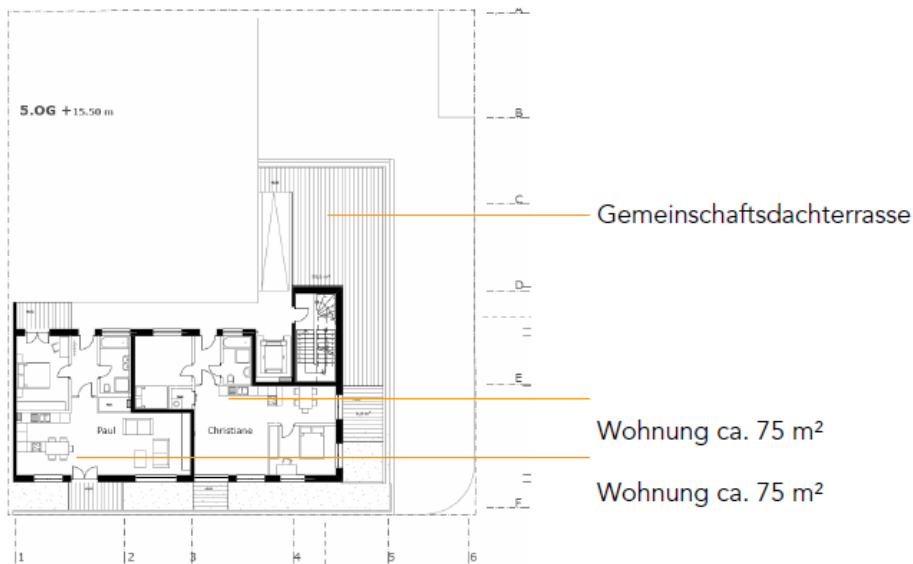 A
5.OG +15.50 m
B
C
Gemeinschaftsdachterrasse
D
E
Paul
Christiane
Wohnung ca. 75 m²
Wohnung ca. 75 m²
F
1
2
3
4
5
6